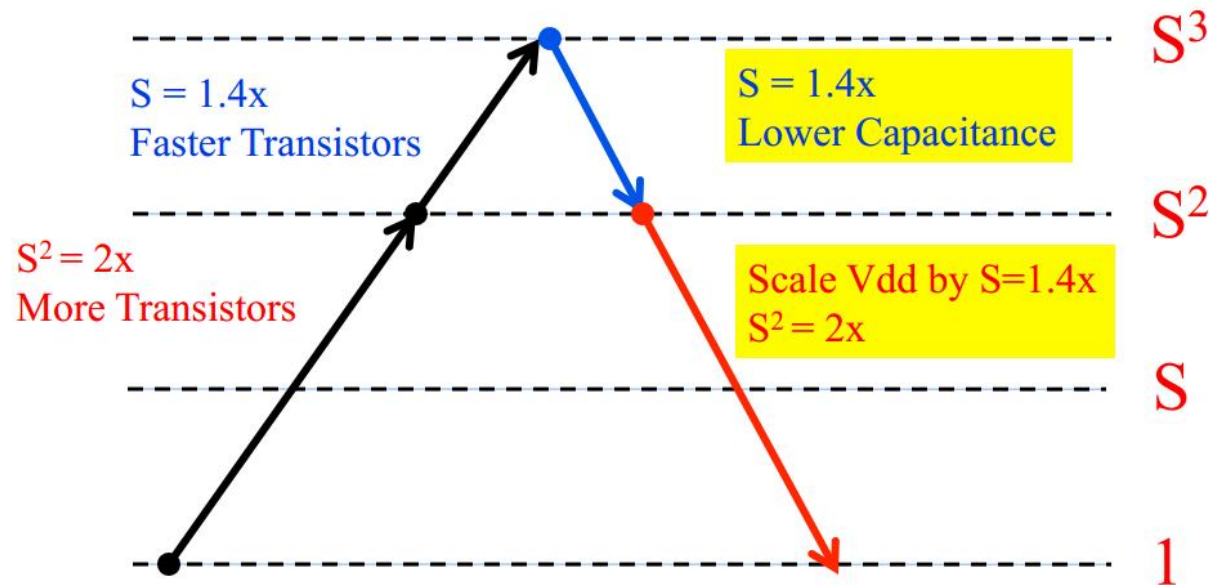 S³
S = 1.4x
Faster Transistors
S = 1.4x
Lower Capacitance
S²
S² = 2x
More Transistors
Scale Vdd by S=1.4x
S² = 2x
S
1